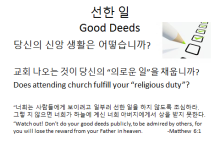 선한 일
Good Deeds
당신의 신앙 생활은 어떻습니까?
교회 나오는 것이 당신의 "의로운 일"을 채웁니까?
Does attending church fulfill your "religious duty"?
"너희는 사람들에게 보이려고 일부러 선한 일을 하지 않도록 조심하라.
그렇지 않으면 너희가 하늘에 계신 너희 아버지에게서 상을 받지 못한다.
"Watch out! Don't do your good deeds publicly, to be admired by others, for
you will lose the reward from your Father in heaven. -Matthew 6:1